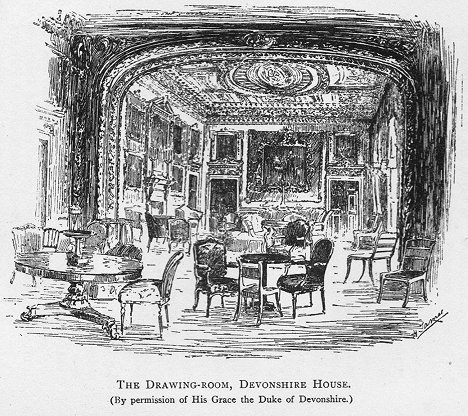 The Drawing-room, Devonshire House.
(By permission of His Grace the Duke of Devonshire.)